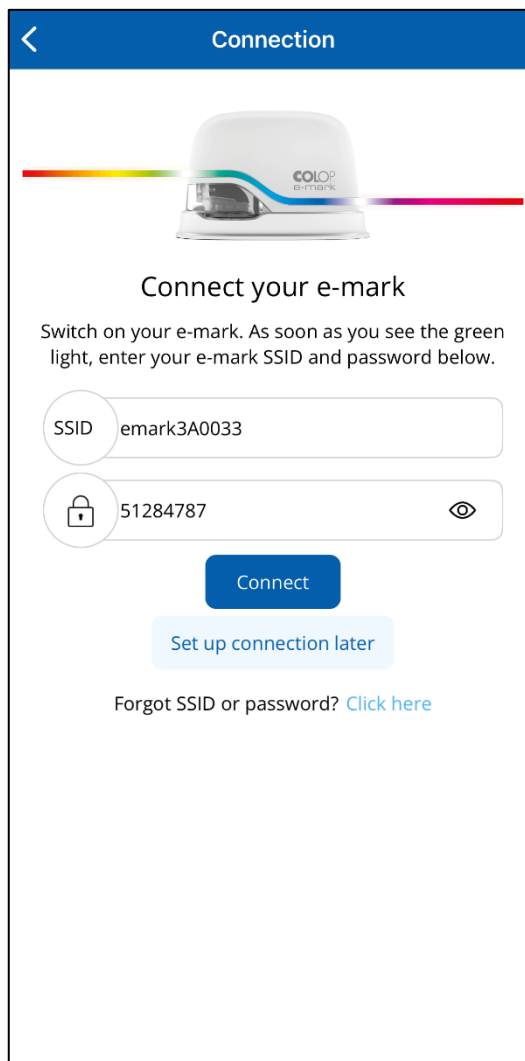 Connection
COLOP
e-mark
Connect your e-mark
Switch on your e-mark. As soon as you see the green
light, enter your e-mark SSID and password below.
SSID emark3A0033
51284787
Connect
Set up connection later
Forgot SSID or password? Click here